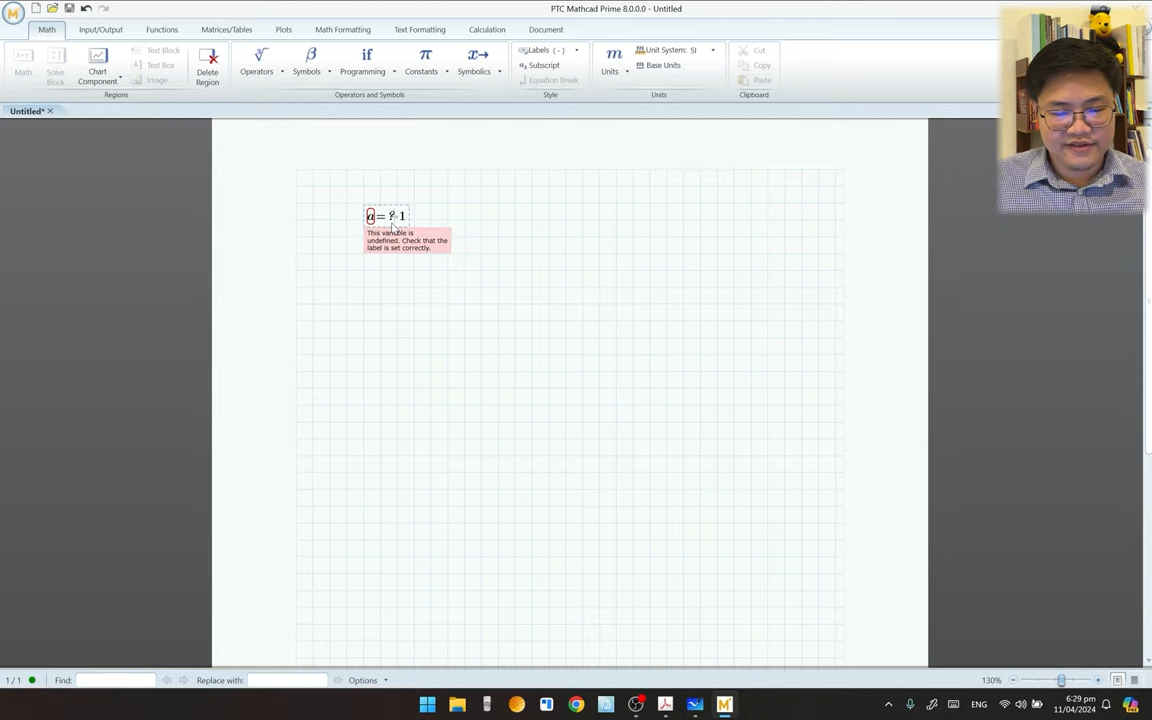 PTC Mathcad Prime 8.0.0.0 - Untitled
Math Input/Output Matrices/Tables Plots Functions Math Formatting Text Formatting Calculation Document
Math
Solve Block
Chart Component
Text Block
Text Box
Image
Delete Region
Operators
Symbols
Programming
Constants
Symbolics
Labels (-)
Subscript
Equation Break
Units
Unit System: SI
Base Units
Cut
Copy
Paste
Regions Operators and Symbols Style Units Clipboard
Untitled*
a = ? 1
This variable is
undefined. Check that the
label is set correctly.
1 / 1 Find: Replace with: Options 130%
ENG
6:29 pm
11/04/2024